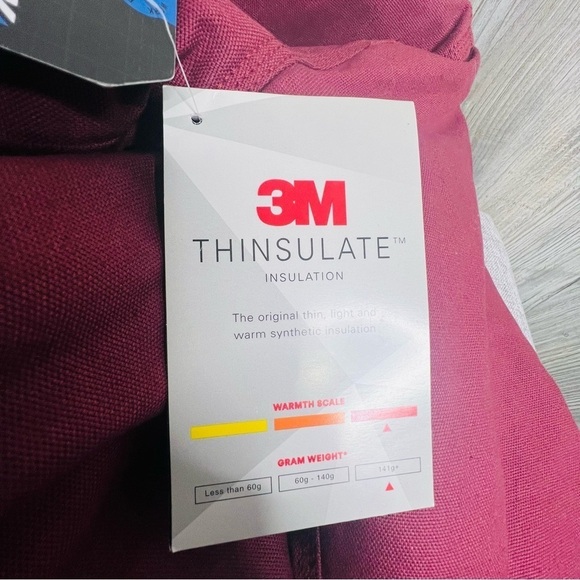 3M
THINSULATE™
INSULATION
The original thin, light and
warm synthetic insulation
WARMTH SCALE
GRAM WEIGHT*
Less than 60g
60g - 140g
141g+